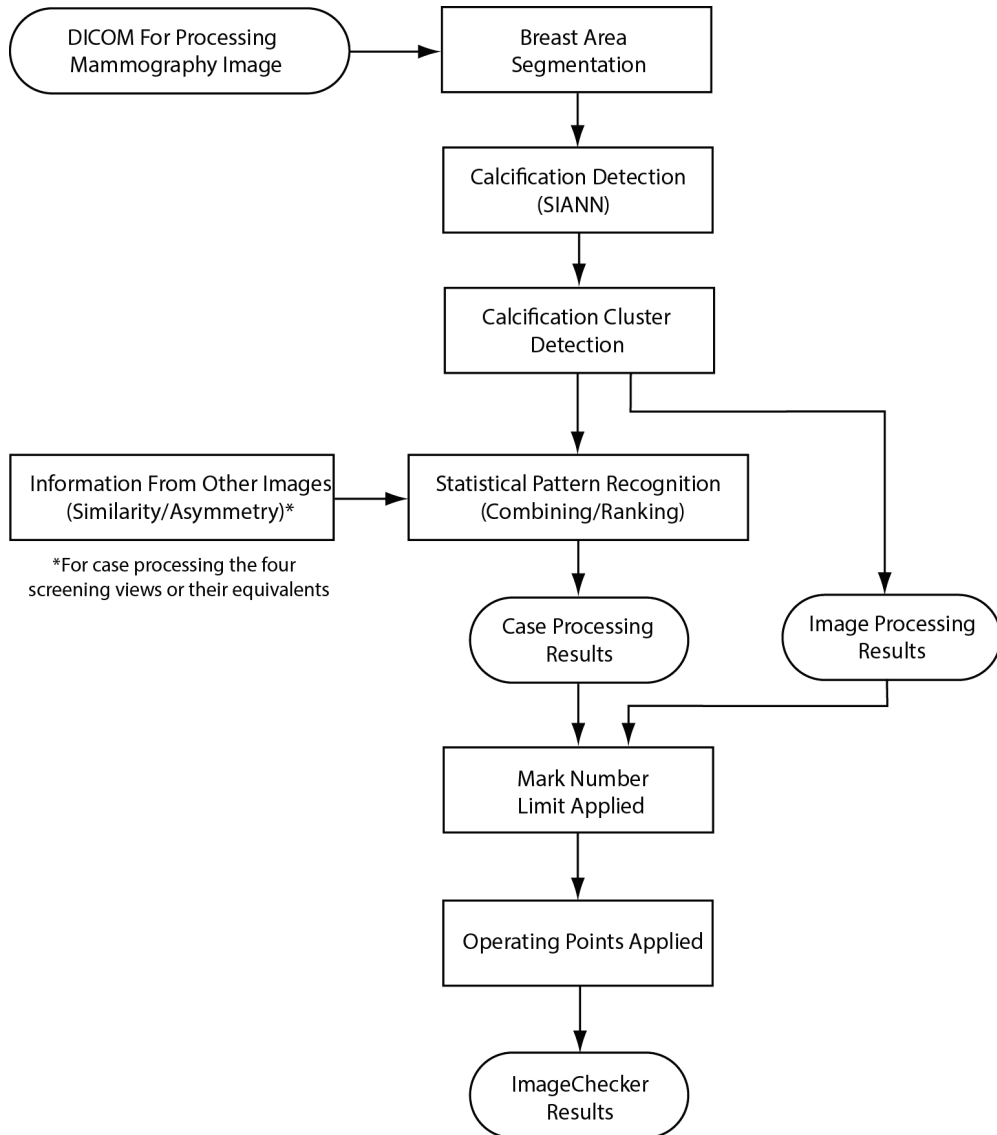 DICOM For Processing
Mammography Image
Breast Area
Segmentation
Calcification Detection
(SIANN)
Calcification Cluster
Detection
Information From Other Images
(Similarity/Asymmetry)*
Statistical Pattern Recognition
(Combining/Ranking)
*For case processing the four
screening views or their equivalents
Case Processing
Results
Image Processing
Results
Mark Number
Limit Applied
Operating Points Applied
ImageChecker
Results